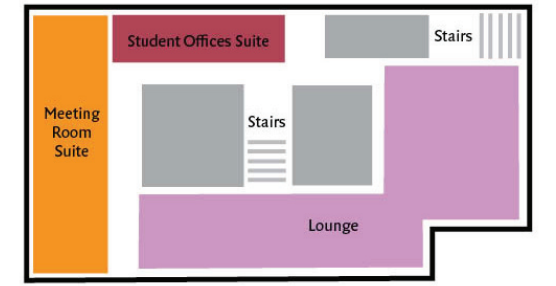 Student Offices Suite
Stairs
Meeting
Room
Suite
Stairs
Lounge